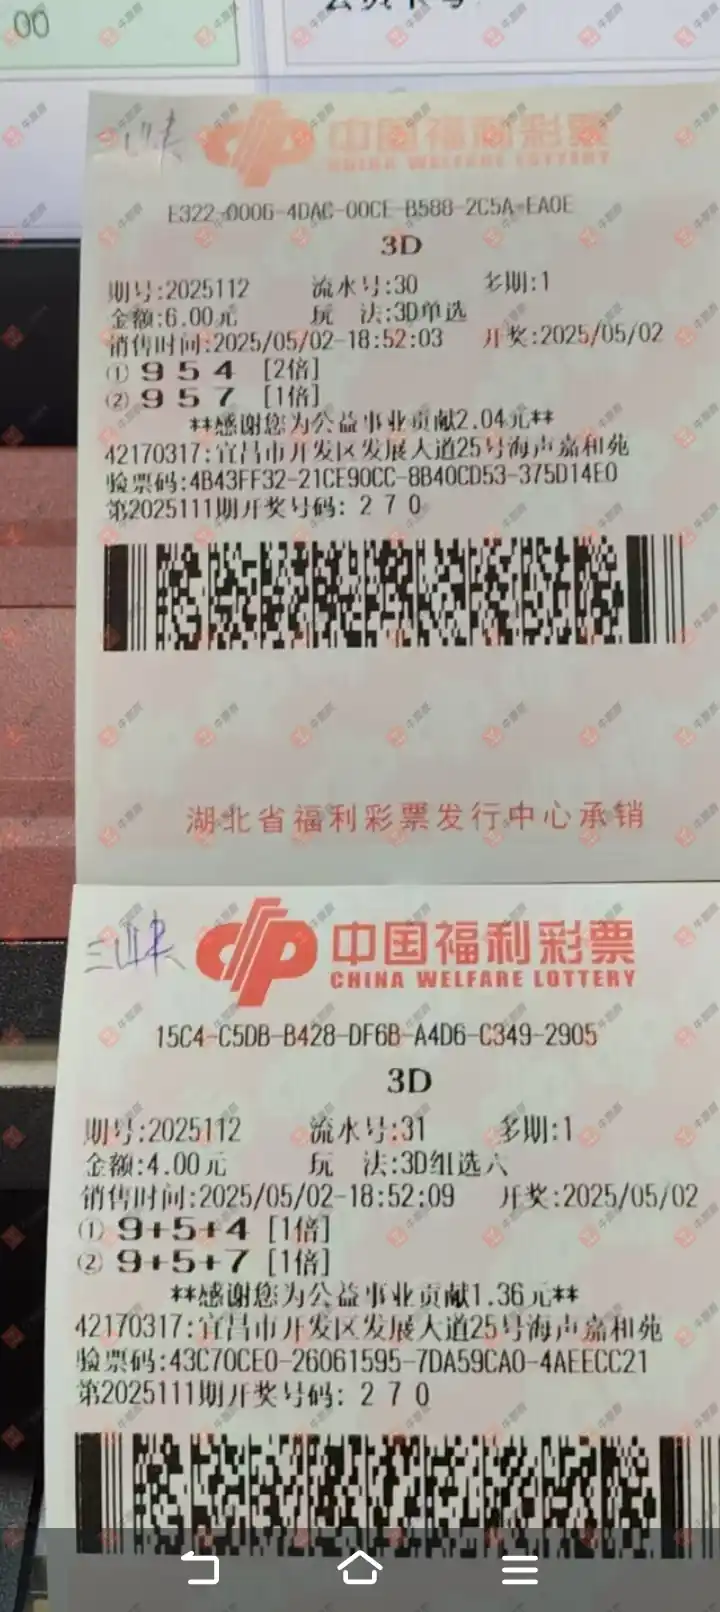 00
三峡
中国福利彩票
CHINA WELFARE LOTTERY
E322-0006-4DAC-00CE-B588-2C5A-EA0E
3D
期号:2025112 流水号:30 多期:1
金额:6.00元 玩 法:3D单选
销售时间:2025/05/02-18:52:03 开奖:2025/05/02
① 9 5 4 [2倍]
② 9 5 7 [1倍]
**感谢您为公益事业贡献2.04元**
42170317:宜昌市开发区发展大道25号海声嘉和苑
验票码:4B43FF32-21CE90CC-8B40CD53-375D14E0
第2025111期开奖号码: 2 7 0
湖北省福利彩票发行中心承销
三峡
中国福利彩票
CHINA WELFARE LOTTERY
15C4-C5DB-B428-DF6B-A4D6-C349-2905
3D
期号:2025112 流水号:31 多期:1
金额:4.00元 玩 法:3D组选六
销售时间:2025/05/02-18:52:09 开奖:2025/05/02
① 9+5+4 [1倍]
② 9+5+7 [1倍]
**感谢您为公益事业贡献1.36元**
42170317:宜昌市开发区发展大道25号海声嘉和苑
验票码:43C70CE0-26061595-7DA59CA0-4AEECC21
第2025111期开奖号码: 2 7 0